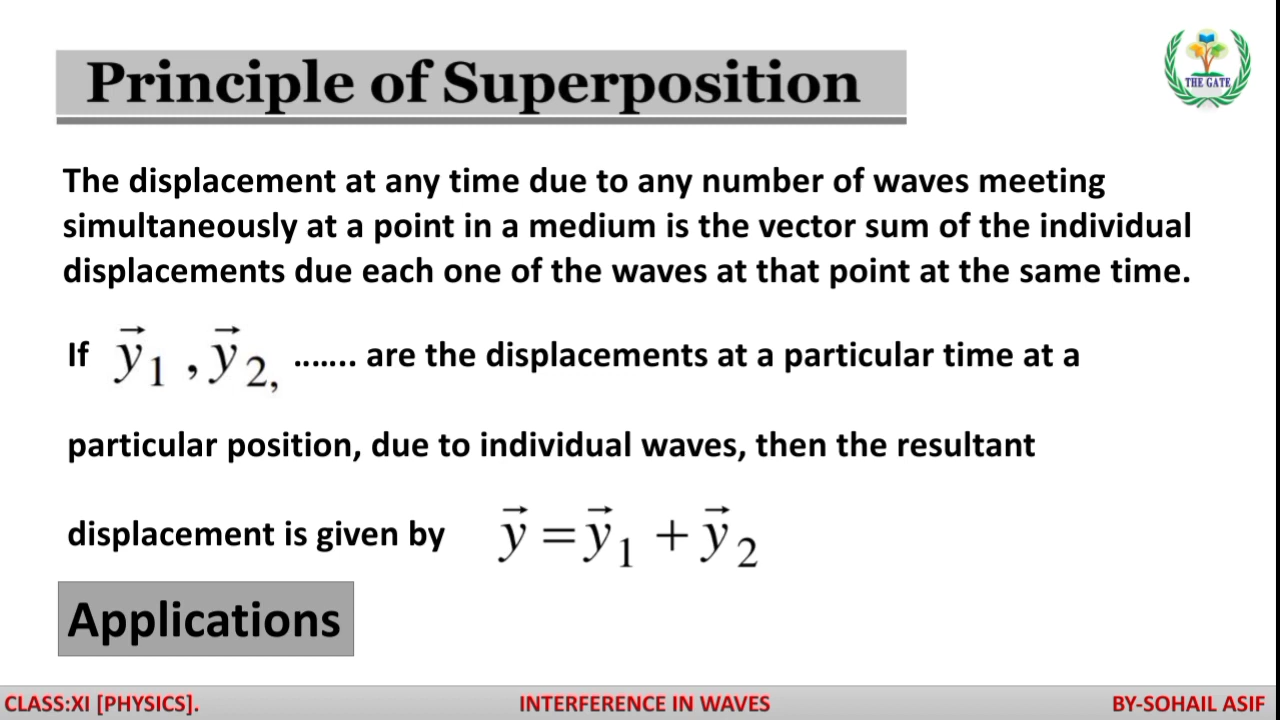 Principle of Superposition
THE GATE
The displacement at any time due to any number of waves meeting
simultaneously at a point in a medium is the vector sum of the individual
displacements due each one of the waves at that point at the same time.
If y⃗₁ , y⃗₂, ....... are the displacements at a particular time at a
particular position, due to individual waves, then the resultant
displacement is given by y⃗ = y⃗₁ + y⃗₂
Applications
CLASS:XI [PHYSICS]. INTERFERENCE IN WAVES BY-SOHAIL ASIF